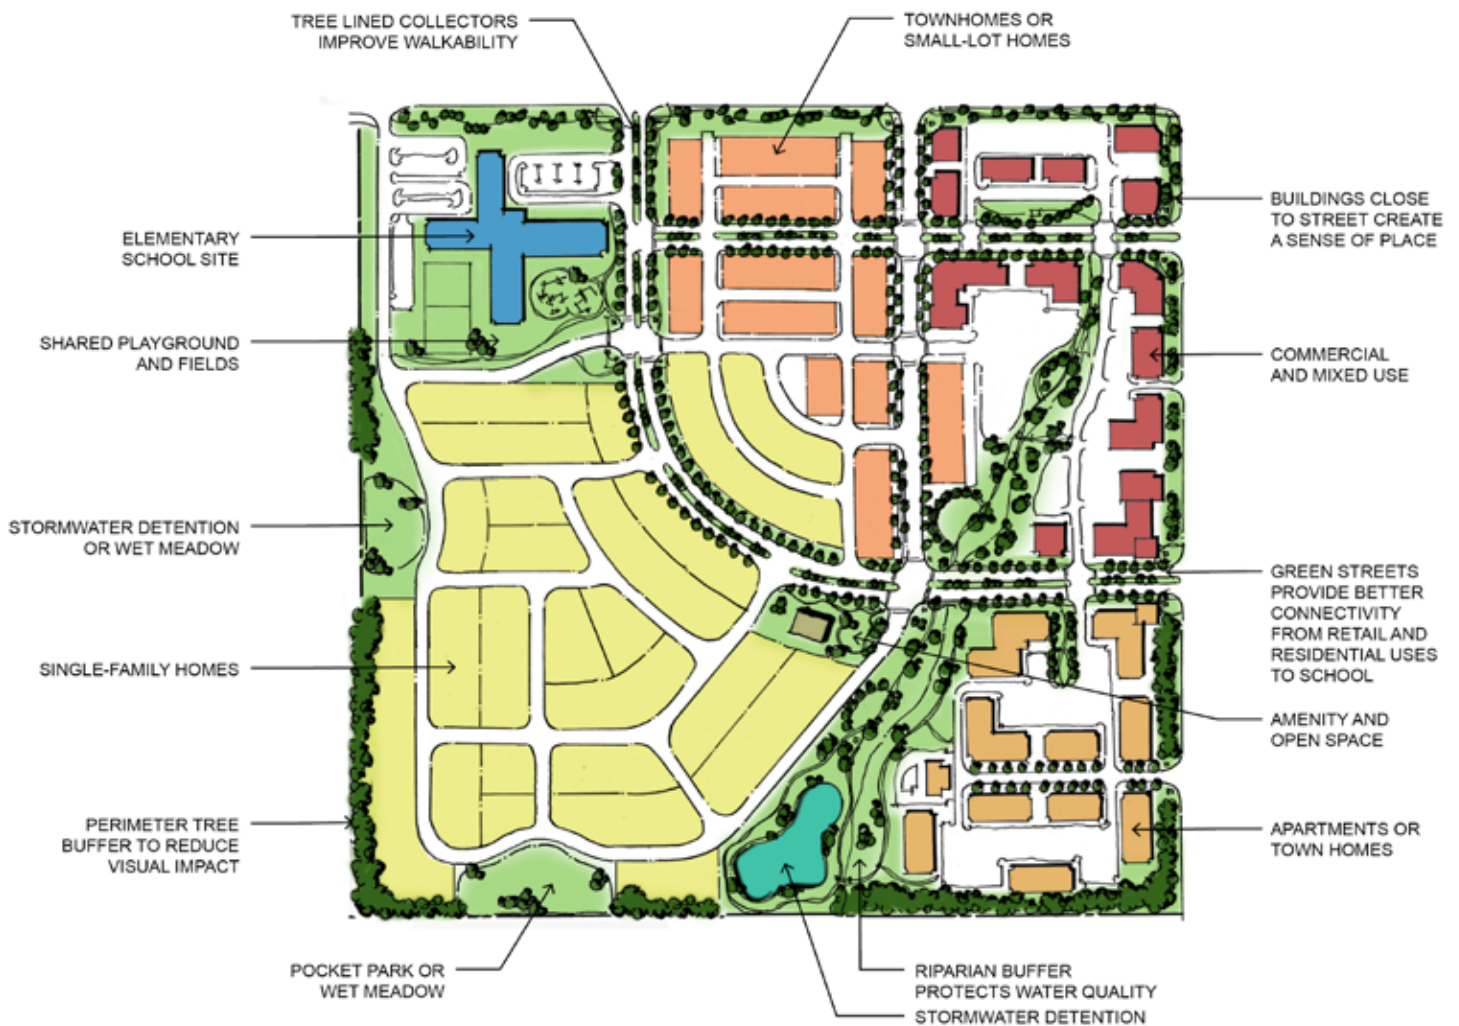 TREE LINED COLLECTORS
IMPROVE WALKABILITY
TOWNHOMES OR
SMALL-LOT HOMES
ELEMENTARY
SCHOOL SITE
BUILDINGS CLOSE
TO STREET CREATE
A SENSE OF PLACE
SHARED PLAYGROUND
AND FIELDS
COMMERCIAL
AND MIXED USE
STORMWATER DETENTION
OR WET MEADOW
GREEN STREETS
PROVIDE BETTER
CONNECTIVITY
FROM RETAIL AND
RESIDENTIAL USES
TO SCHOOL
SINGLE-FAMILY HOMES
AMENITY AND
OPEN SPACE
PERIMETER TREE
BUFFER TO REDUCE
VISUAL IMPACT
APARTMENTS OR
TOWN HOMES
POCKET PARK OR
WET MEADOW
RIPARIAN BUFFER
PROTECTS WATER QUALITY
STORMWATER DETENTION